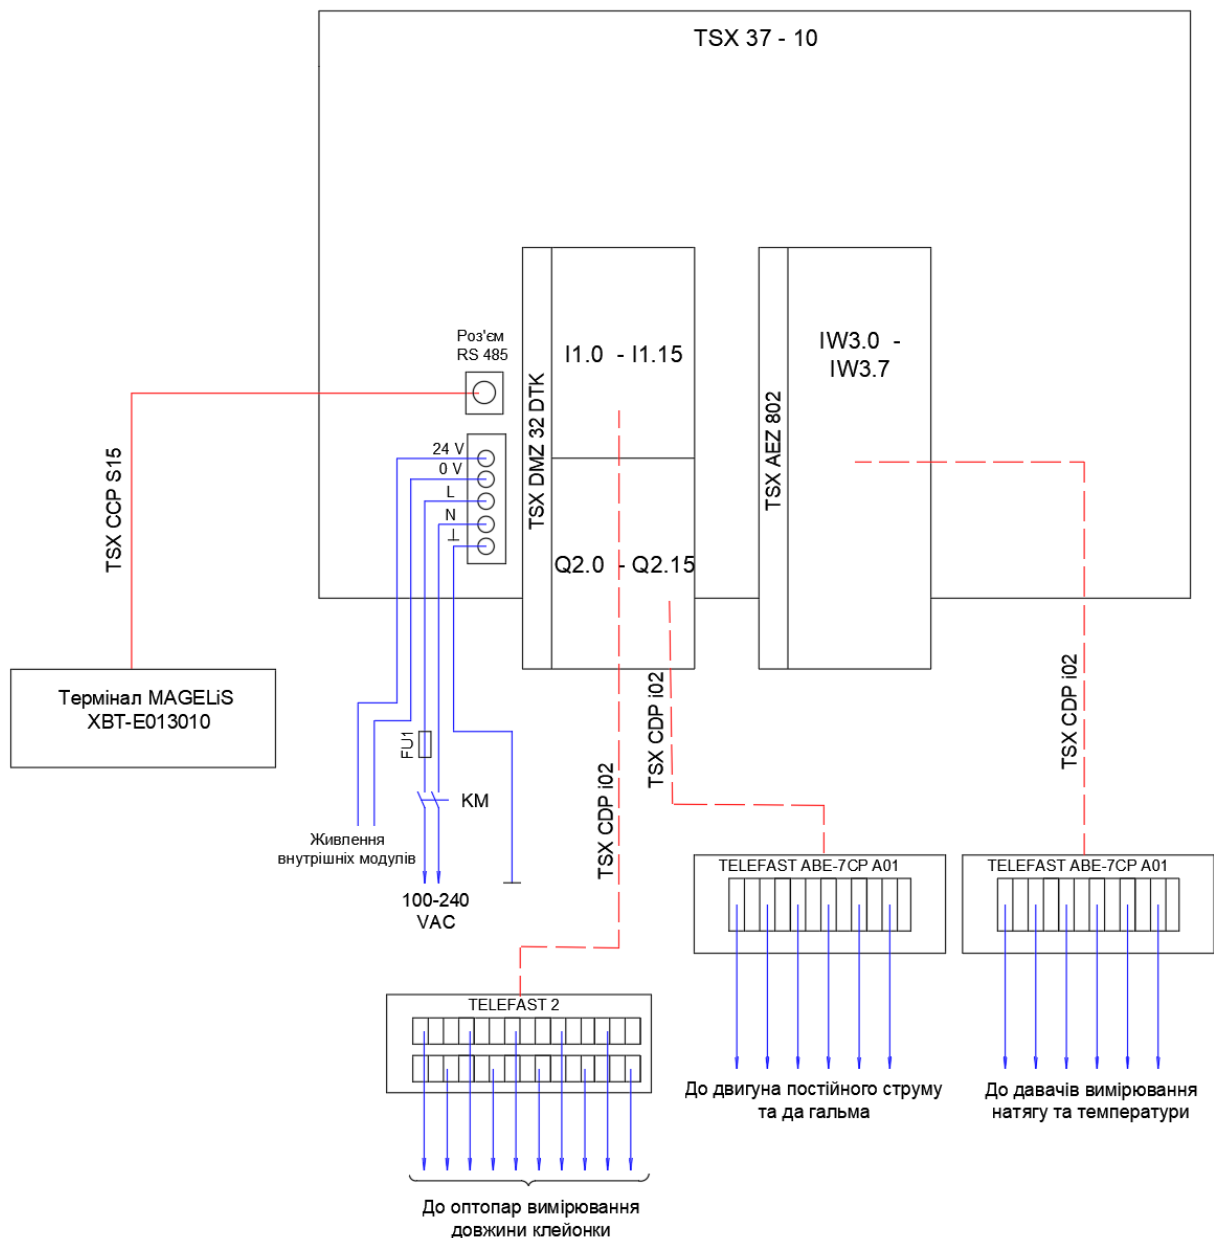 TSX 37 - 10
Роз'єм
RS 485
I1.0 - I1.15
IW3.0 -
IW3.7
TSX DMZ 32 DTK
TSX AEZ 802
24 V
0 V
L
N
Q2.0 - Q2.15
TSX CCP S15
Термінал MAGELiS
XBT-E013010
FU1
KM
TSX CDP i02
TSX CDP i02
TSX CDP i02
Живлення
внутрішніх модулів
100-240
VAC
TELEFAST ABE-7CP A01
TELEFAST ABE-7CP A01
TELEFAST 2
До двигуна постійного струму
та да гальма
До давачів вимірювання
натягу та температури
До оптопар вимірювання
довжини клейонки